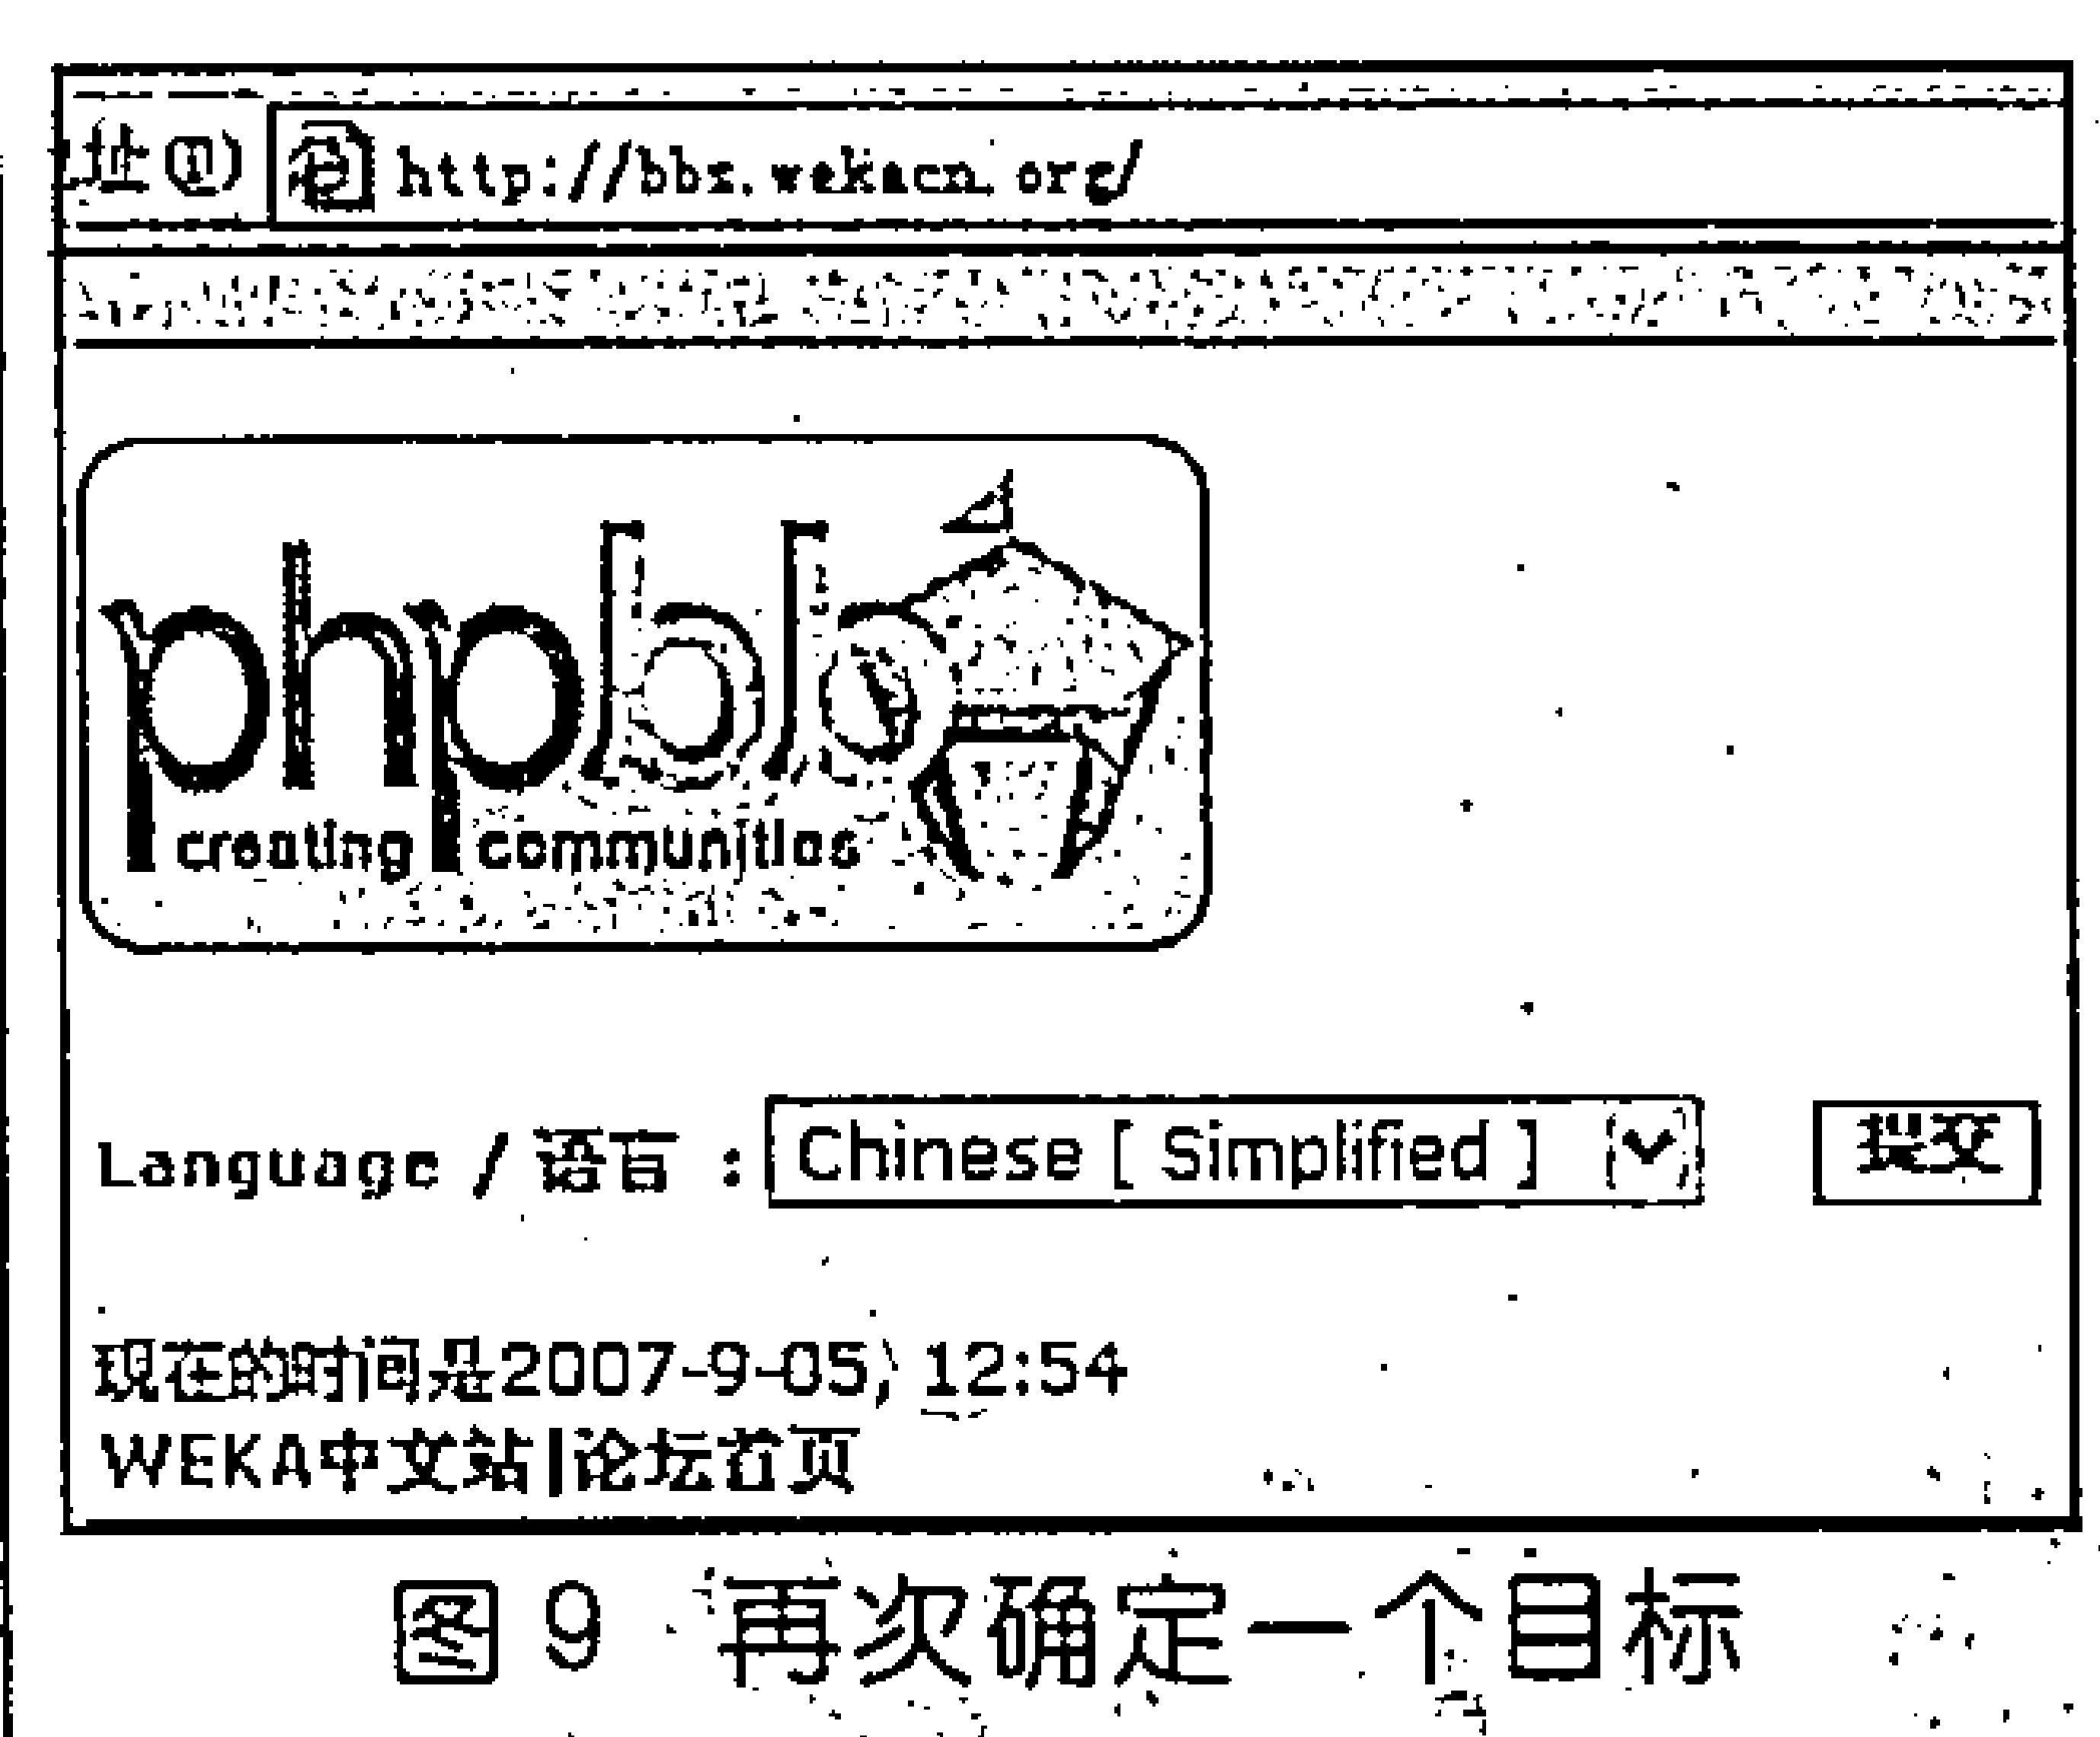 址(D) http://bbs.wekacn.org/
phpbb
creating communities
Language / 语言 : Chinese [ Simplified ] 提交
现在的时间是2007-9-05, 12:54
WEKA中文站|论坛首页
图 9 再次确定一个目标